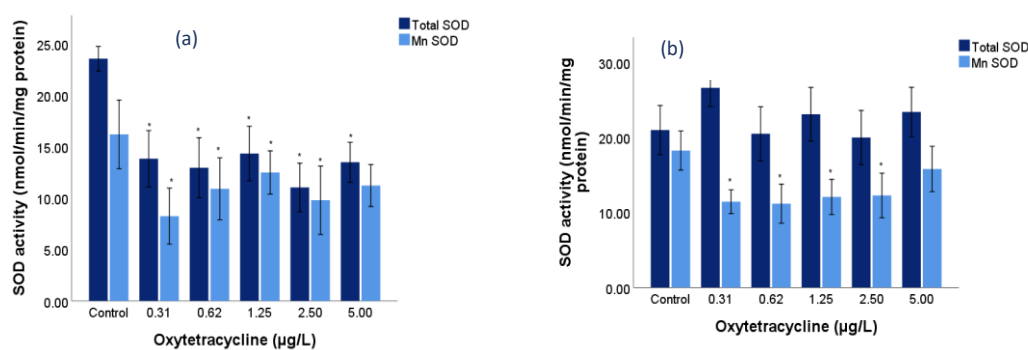 (a)
Total SOD
Mn SOD
SOD activity (nmol/min/mg protein)
25.00
20.00
15.00
10.00
5.00
0.00
* * * * * * * * *
Control 0.31 0.62 1.25 2.50 5.00
Oxytetracycline (µg/L)
(b)
Total SOD
Mn SOD
SOD activity (nmol/min/mg
protein)
30.00
20.00
10.00
0.00
* * * *
Control 0.31 0.62 1.25 2.50 5.00
Oxytetracycline (µg/L)